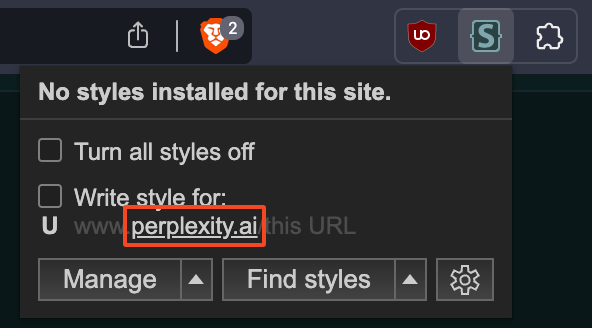 2
uo
S
No styles installed for this site.
Turn all styles off
Write style for:
U www.perplexity.ai/this URL
Manage
Find styles